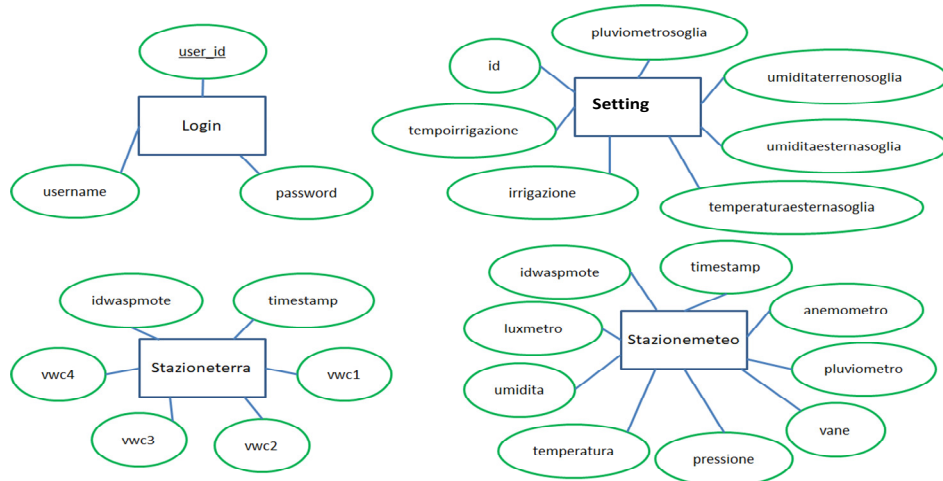 user_id
Login
username
password
pluviometrosoglia
id
umiditaterrenosoglia
Setting
tempoirrigazione
umiditaesternasoglia
irrigazione
temperaturaesternasoglia
idwaspmote
timestamp
Stazioneterra
vwc4
vwc1
vwc3
vwc2
idwaspmote
timestamp
luxmetro
anemometro
Stazionemeteo
umidita
pluviometro
vane
temperatura
pressione